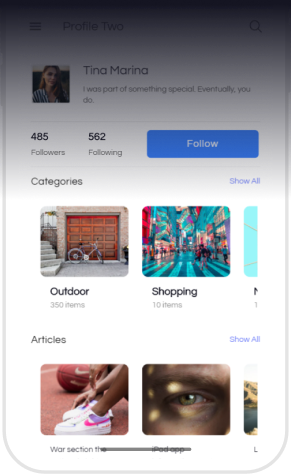 Profile Two
Tina Marina
I was part of something special. Eventually, you
do.
485
562
Followers
Following
Follow
Categories
Show All
Outdoor
Shopping
350 items
10 items
Articles
Show All
War section the
iPad app